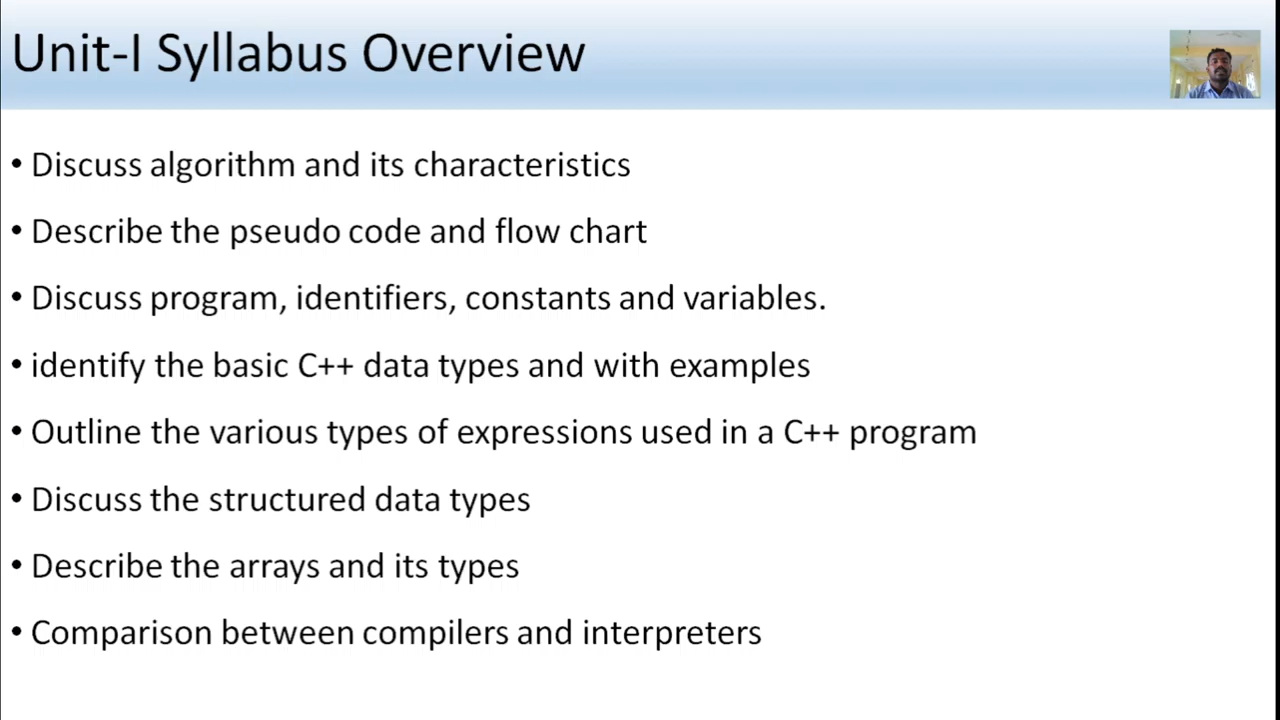 Unit-I Syllabus Overview
• Discuss algorithm and its characteristics
• Describe the pseudo code and flow chart
• Discuss program, identifiers, constants and variables.
• identify the basic C++ data types and with examples
• Outline the various types of expressions used in a C++ program
• Discuss the structured data types
• Describe the arrays and its types
• Comparison between compilers and interpreters